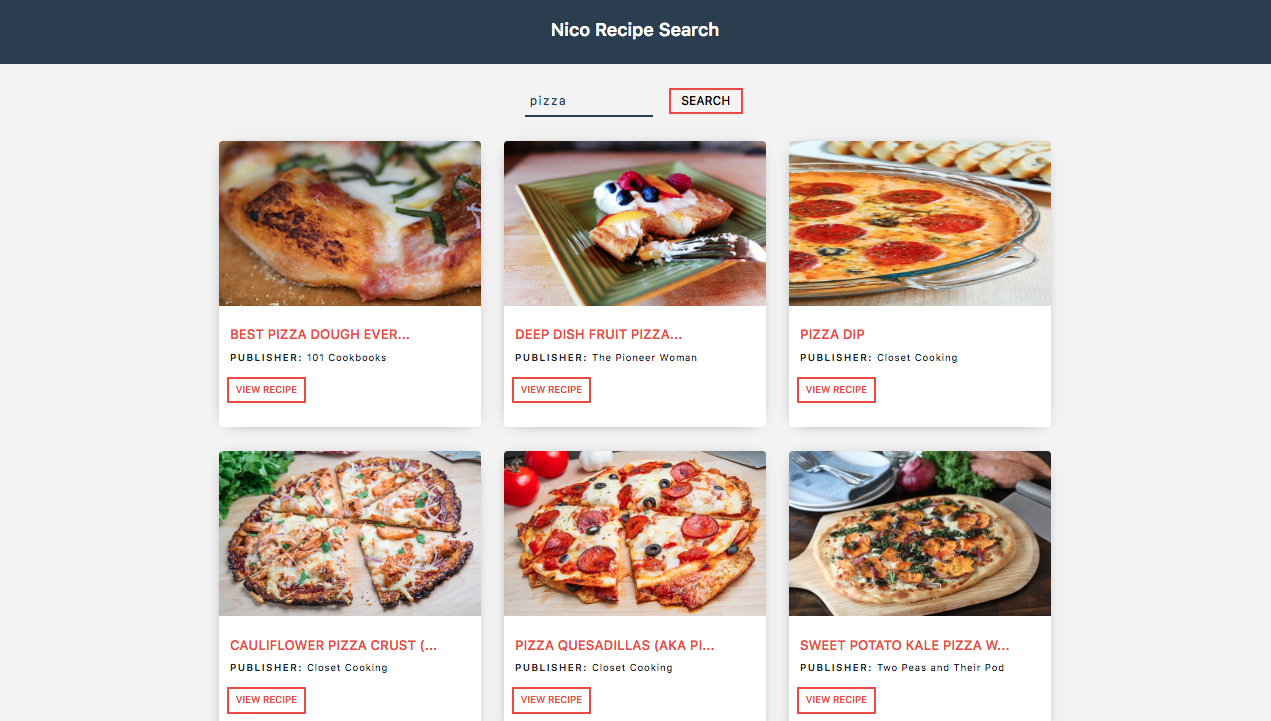 Nico Recipe Search
pizza
SEARCH
BEST PIZZA DOUGH EVER...
PUBLISHER: 101 Cookbooks
VIEW RECIPE
DEEP DISH FRUIT PIZZA...
PUBLISHER: The Pioneer Woman
VIEW RECIPE
PIZZA DIP
PUBLISHER: Closet Cooking
VIEW RECIPE
CAULIFLOWER PIZZA CRUST (...
PUBLISHER: Closet Cooking
VIEW RECIPE
PIZZA QUESADILLAS (AKA PI...
PUBLISHER: Closet Cooking
VIEW RECIPE
SWEET POTATO KALE PIZZA W...
PUBLISHER: Two Peas and Their Pod
VIEW RECIPE